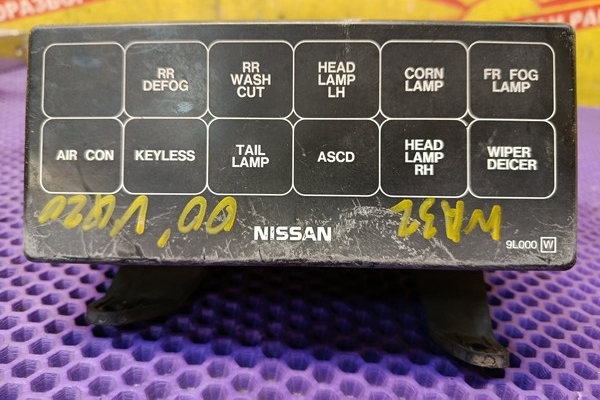 RR DEFOG
RR WASH CUT
HEAD LAMP LH
CORN LAMP
FR FOG LAMP
AIR CON
KEYLESS
TAIL LAMP
ASCD
HEAD LAMP RH
WIPER DEICER
WA32
00'
VQ20
NISSAN
9L000 W